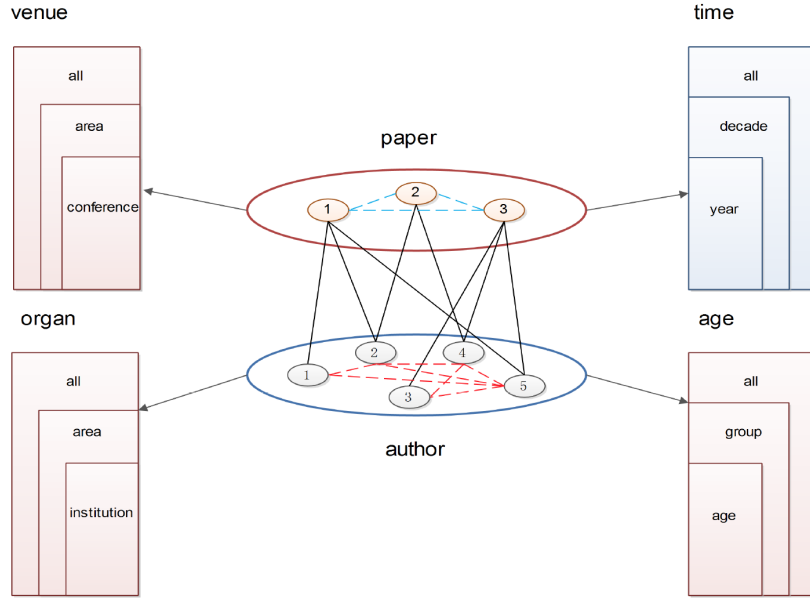 venue
time
all
area
conference
all
decade
year
paper
1
2
3
organ
age
all
area
institution
all
group
age
1
2
3
4
5
author